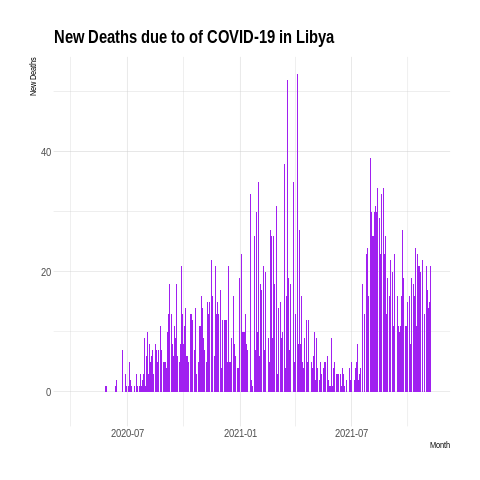 New Deaths due to of COVID-19 in Libya
New Deaths
40
20
0
2020-07
2021-01
2021-07
Month